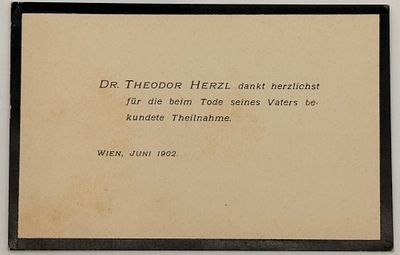 DR. THEODOR HERZL dankt herzlichst
für die beim Tode seines Vaters be-
kundete Theilnahme.
WIEN, JUNI 1902.